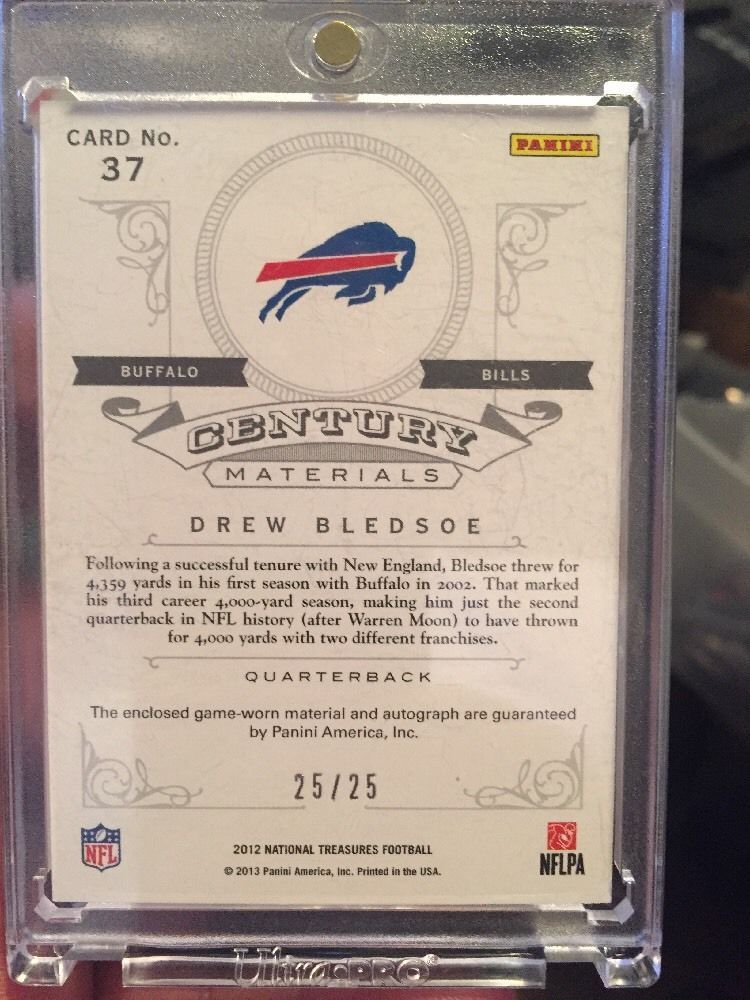 CARD No.
37
PANINI
BUFFALO
BILLS
CENTURY
MATERIALS
DREW BLEDSOE
Following a successful tenure with New England, Bledsoe threw for
4,359 yards in his first season with Buffalo in 2002. That marked
his third career 4,000-yard season, making him just the second
quarterback in NFL history (after Warren Moon) to have thrown
for 4,000 yards with two different franchises.
QUARTERBACK
The enclosed game-worn material and autograph are guaranteed
by Panini America, Inc.
25/25
NFL
2012 NATIONAL TREASURES FOOTBALL
© 2013 Panini America, Inc. Printed in the USA.
NFLPA
Ultra PRO®